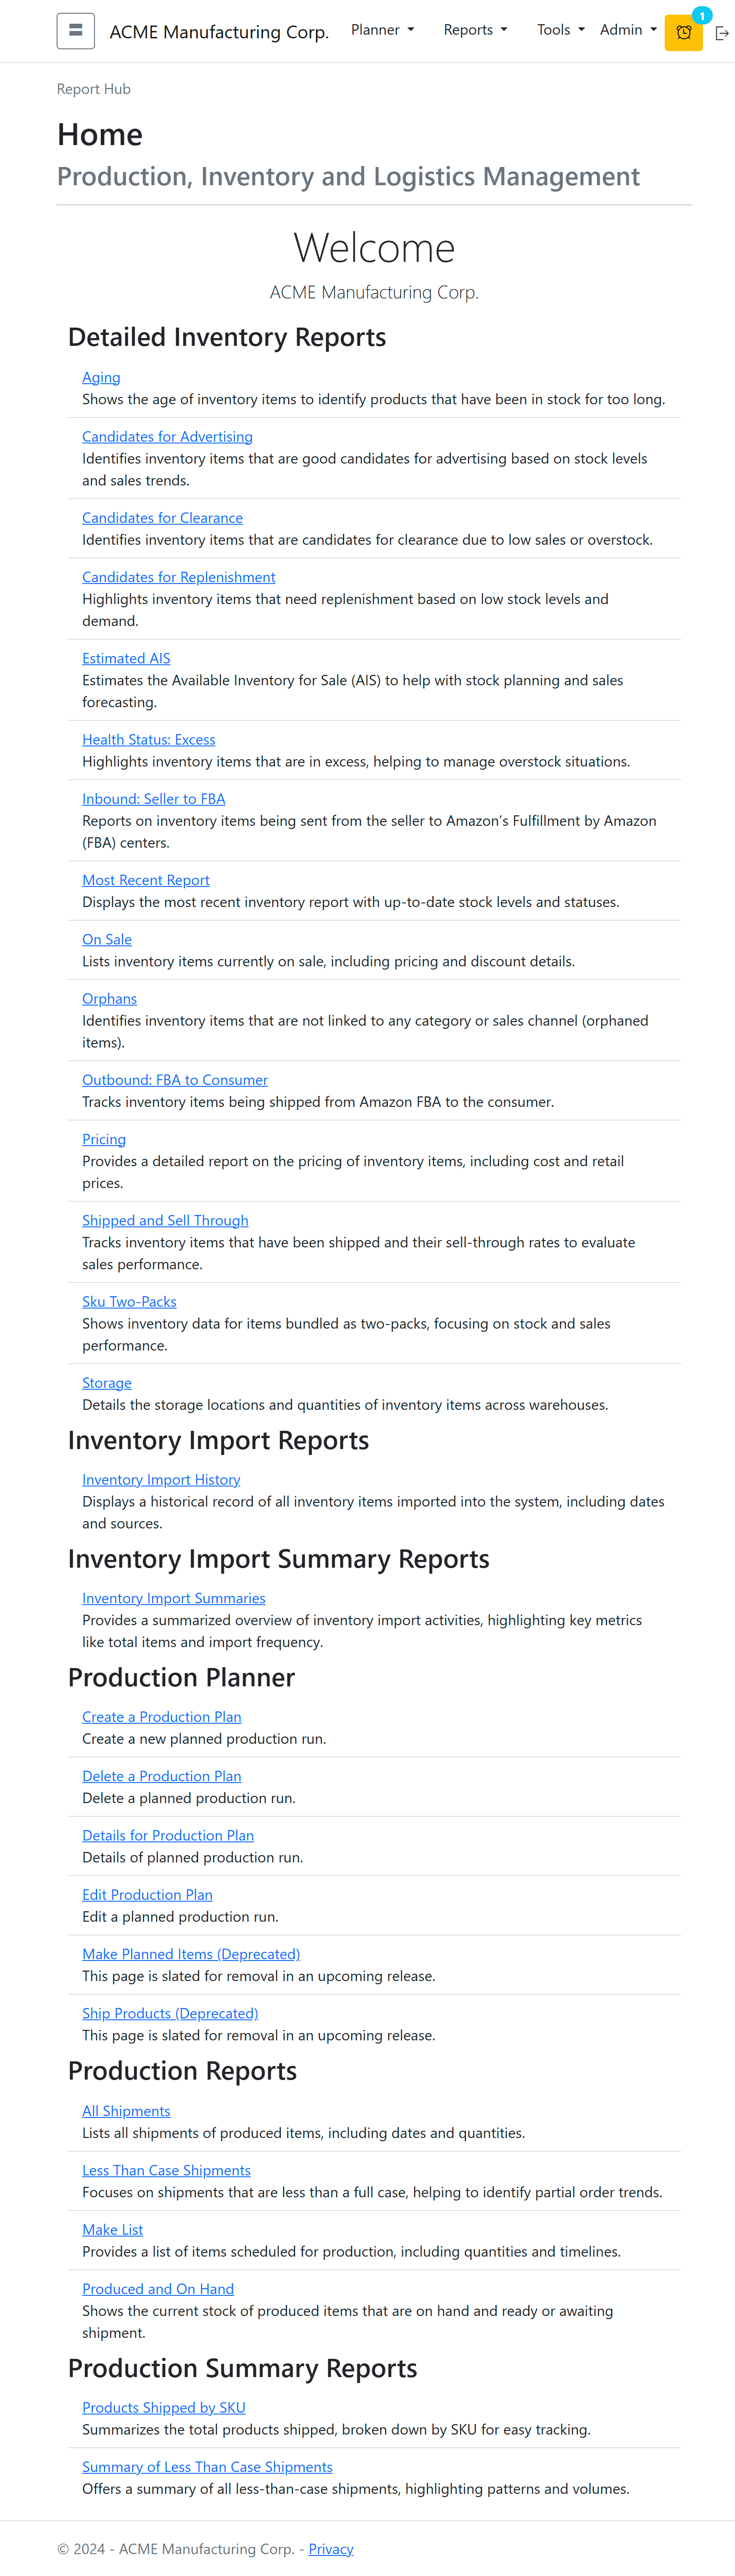 ACME Manufacturing Corp. Planner Reports Tools Admin 1
Report Hub
Home
Production, Inventory and Logistics Management
Welcome
ACME Manufacturing Corp.
Detailed Inventory Reports
Aging
Shows the age of inventory items to identify products that have been in stock for too long.
Candidates for Advertising
Identifies inventory items that are good candidates for advertising based on stock levels
and sales trends.
Candidates for Clearance
Identifies inventory items that are candidates for clearance due to low sales or overstock.
Candidates for Replenishment
Highlights inventory items that need replenishment based on low stock levels and
demand.
Estimated AIS
Estimates the Available Inventory for Sale (AIS) to help with stock planning and sales
forecasting.
Health Status: Excess
Highlights inventory items that are in excess, helping to manage overstock situations.
Inbound: Seller to FBA
Reports on inventory items being sent from the seller to Amazon's Fulfillment by Amazon
(FBA) centers.
Most Recent Report
Displays the most recent inventory report with up-to-date stock levels and statuses.
On Sale
Lists inventory items currently on sale, including pricing and discount details.
Orphans
Identifies inventory items that are not linked to any category or sales channel (orphaned
items).
Outbound: FBA to Consumer
Tracks inventory items being shipped from Amazon FBA to the consumer.
Pricing
Provides a detailed report on the pricing of inventory items, including cost and retail
prices.
Shipped and Sell Through
Tracks inventory items that have been shipped and their sell-through rates to evaluate
sales performance.
Sku Two-Packs
Shows inventory data for items bundled as two-packs, focusing on stock and sales
performance.
Storage
Details the storage locations and quantities of inventory items across warehouses.
Inventory Import Reports
Inventory Import History
Displays a historical record of all inventory items imported into the system, including dates
and sources.
Inventory Import Summary Reports
Inventory Import Summaries
Provides a summarized overview of inventory import activities, highlighting key metrics
like total items and import frequency.
Production Planner
Create a Production Plan
Create a new planned production run.
Delete a Production Plan
Delete a planned production run.
Details for Production Plan
Details of planned production run.
Edit Production Plan
Edit a planned production run.
Make Planned Items (Deprecated)
This page is slated for removal in an upcoming release.
Ship Products (Deprecated)
This page is slated for removal in an upcoming release.
Production Reports
All Shipments
Lists all shipments of produced items, including dates and quantities.
Less Than Case Shipments
Focuses on shipments that are less than a full case, helping to identify partial order trends.
Make List
Provides a list of items scheduled for production, including quantities and timelines.
Produced and On Hand
Shows the current stock of produced items that are on hand and ready or awaiting
shipment.
Production Summary Reports
Products Shipped by SKU
Summarizes the total products shipped, broken down by SKU for easy tracking.
Summary of Less Than Case Shipments
Offers a summary of all less-than-case shipments, highlighting patterns and volumes.
© 2024 - ACME Manufacturing Corp. - Privacy